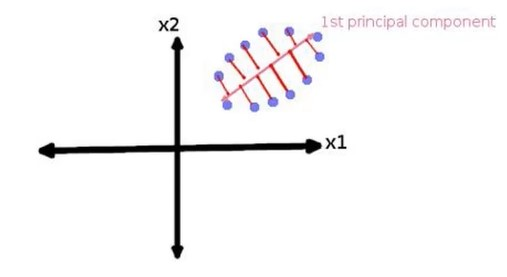 1st principal component
x2
x1